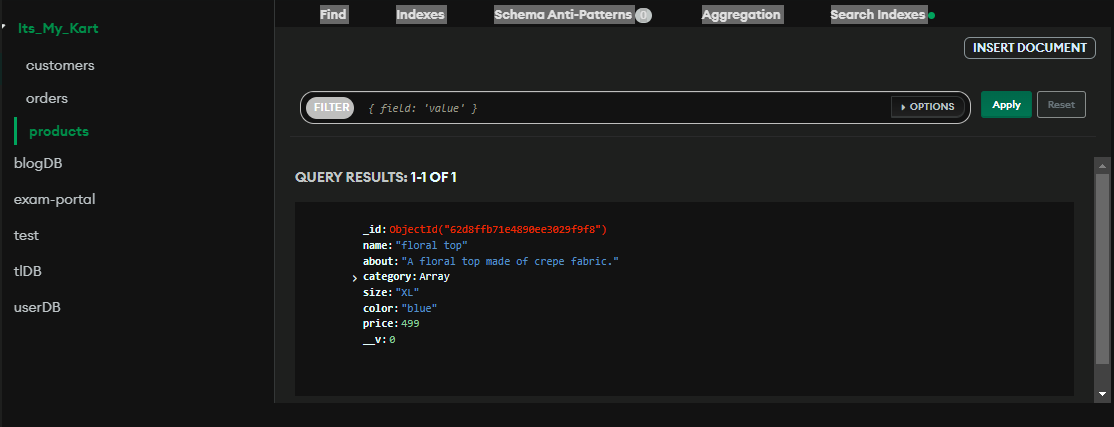 Its_My_Kart
customers
orders
products
blogDB
exam-portal
test
tlDB
userDB
Find Indexes Schema Anti-Patterns 0 Aggregation Search Indexes
INSERT DOCUMENT
FILTER { field: 'value' } OPTIONS Apply Reset
QUERY RESULTS: 1-1 OF 1
_id: ObjectId("62d8ffb71e4890ee3029f9f8")
name: "floral top"
about: "A floral top made of crepe fabric."
category: Array
size: "XL"
color: "blue"
price: 499
__v: 0